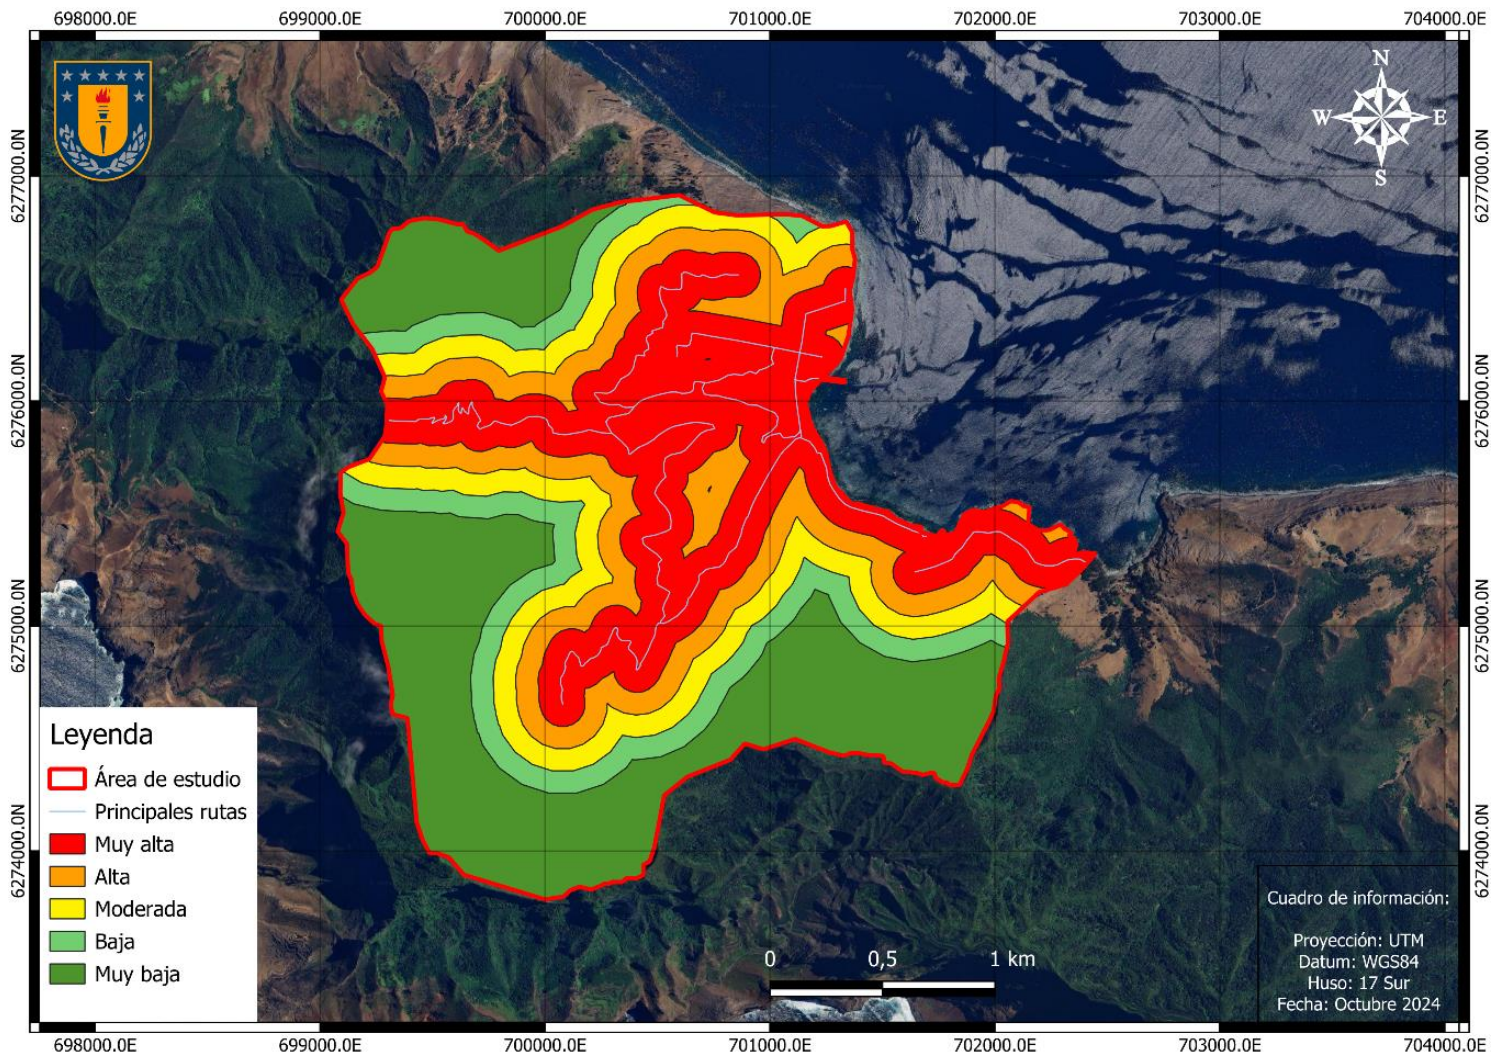 698000.0E 699000.0E 700000.0E 701000.0E 702000.0E 703000.0E 704000.0E
N
W E
S
6277000.0N 6277000.0N
6276000.0N 6276000.0N
6275000.0N 6275000.0N
6274000.0N 6274000.0N
Leyenda
Área de estudio
Principales rutas
Muy alta
Alta
Moderada
Baja
Muy baja
0 0,5 1 km
Cuadro de información:
Proyección: UTM
Datum: WGS84
Huso: 17 Sur
Fecha: Octubre 2024
698000.0E 699000.0E 700000.0E 701000.0E 702000.0E 703000.0E 704000.0E